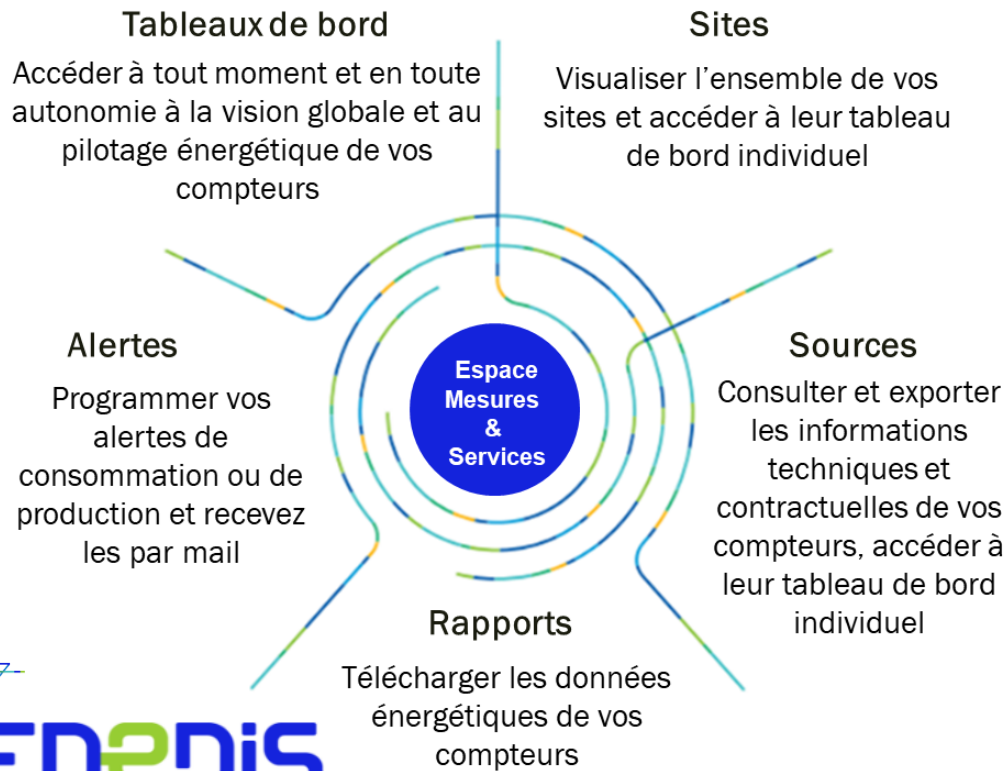 Tableaux de bord
Accéder à tout moment et en toute
autonomie à la vision globale et au
pilotage énergétique de vos
compteurs
Sites
Visualiser l’ensemble de vos
sites et accéder à leur tableau
de bord individuel
Alertes
Programmer vos
alertes de
consommation ou de
production et recevez
les par mail
Espace
Mesures
&
Services
Sources
Consulter et exporter
les informations
techniques et
contractuelles de vos
compteurs, accéder à
leur tableau de bord
individuel
Rapports
Télécharger les données
énergétiques de vos
compteurs
enedis